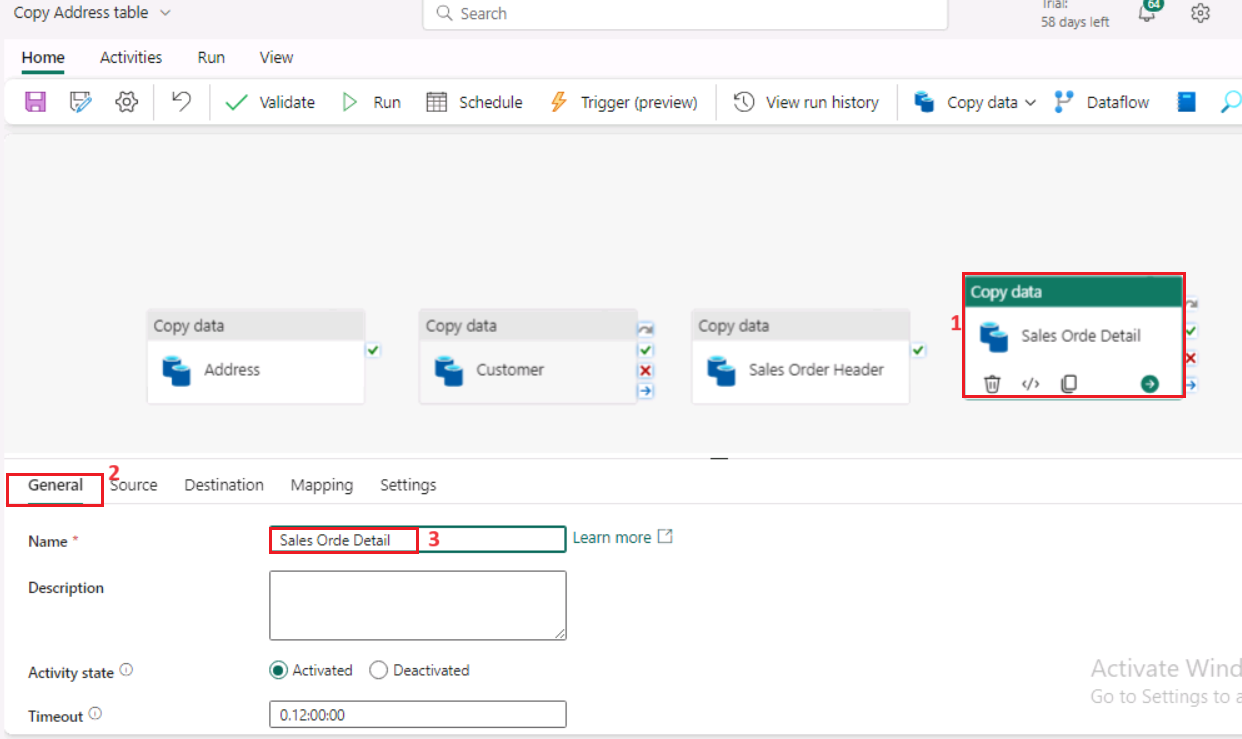 Copy Address table
Search
Trial:
58 days left
64
Home Activities Run View
Validate Run Schedule Trigger (preview) View run history Copy data Dataflow
Copy data
Address
Copy data
Customer
Copy data
Sales Order Header
1
Copy data
Sales Orde Detail
</>
General 2 Source Destination Mapping Settings
Name * Sales Orde Detail 3 Learn more
Description
Activity state Activated Deactivated
Timeout 0.12:00:00
Activate Wind
Go to Settings to a